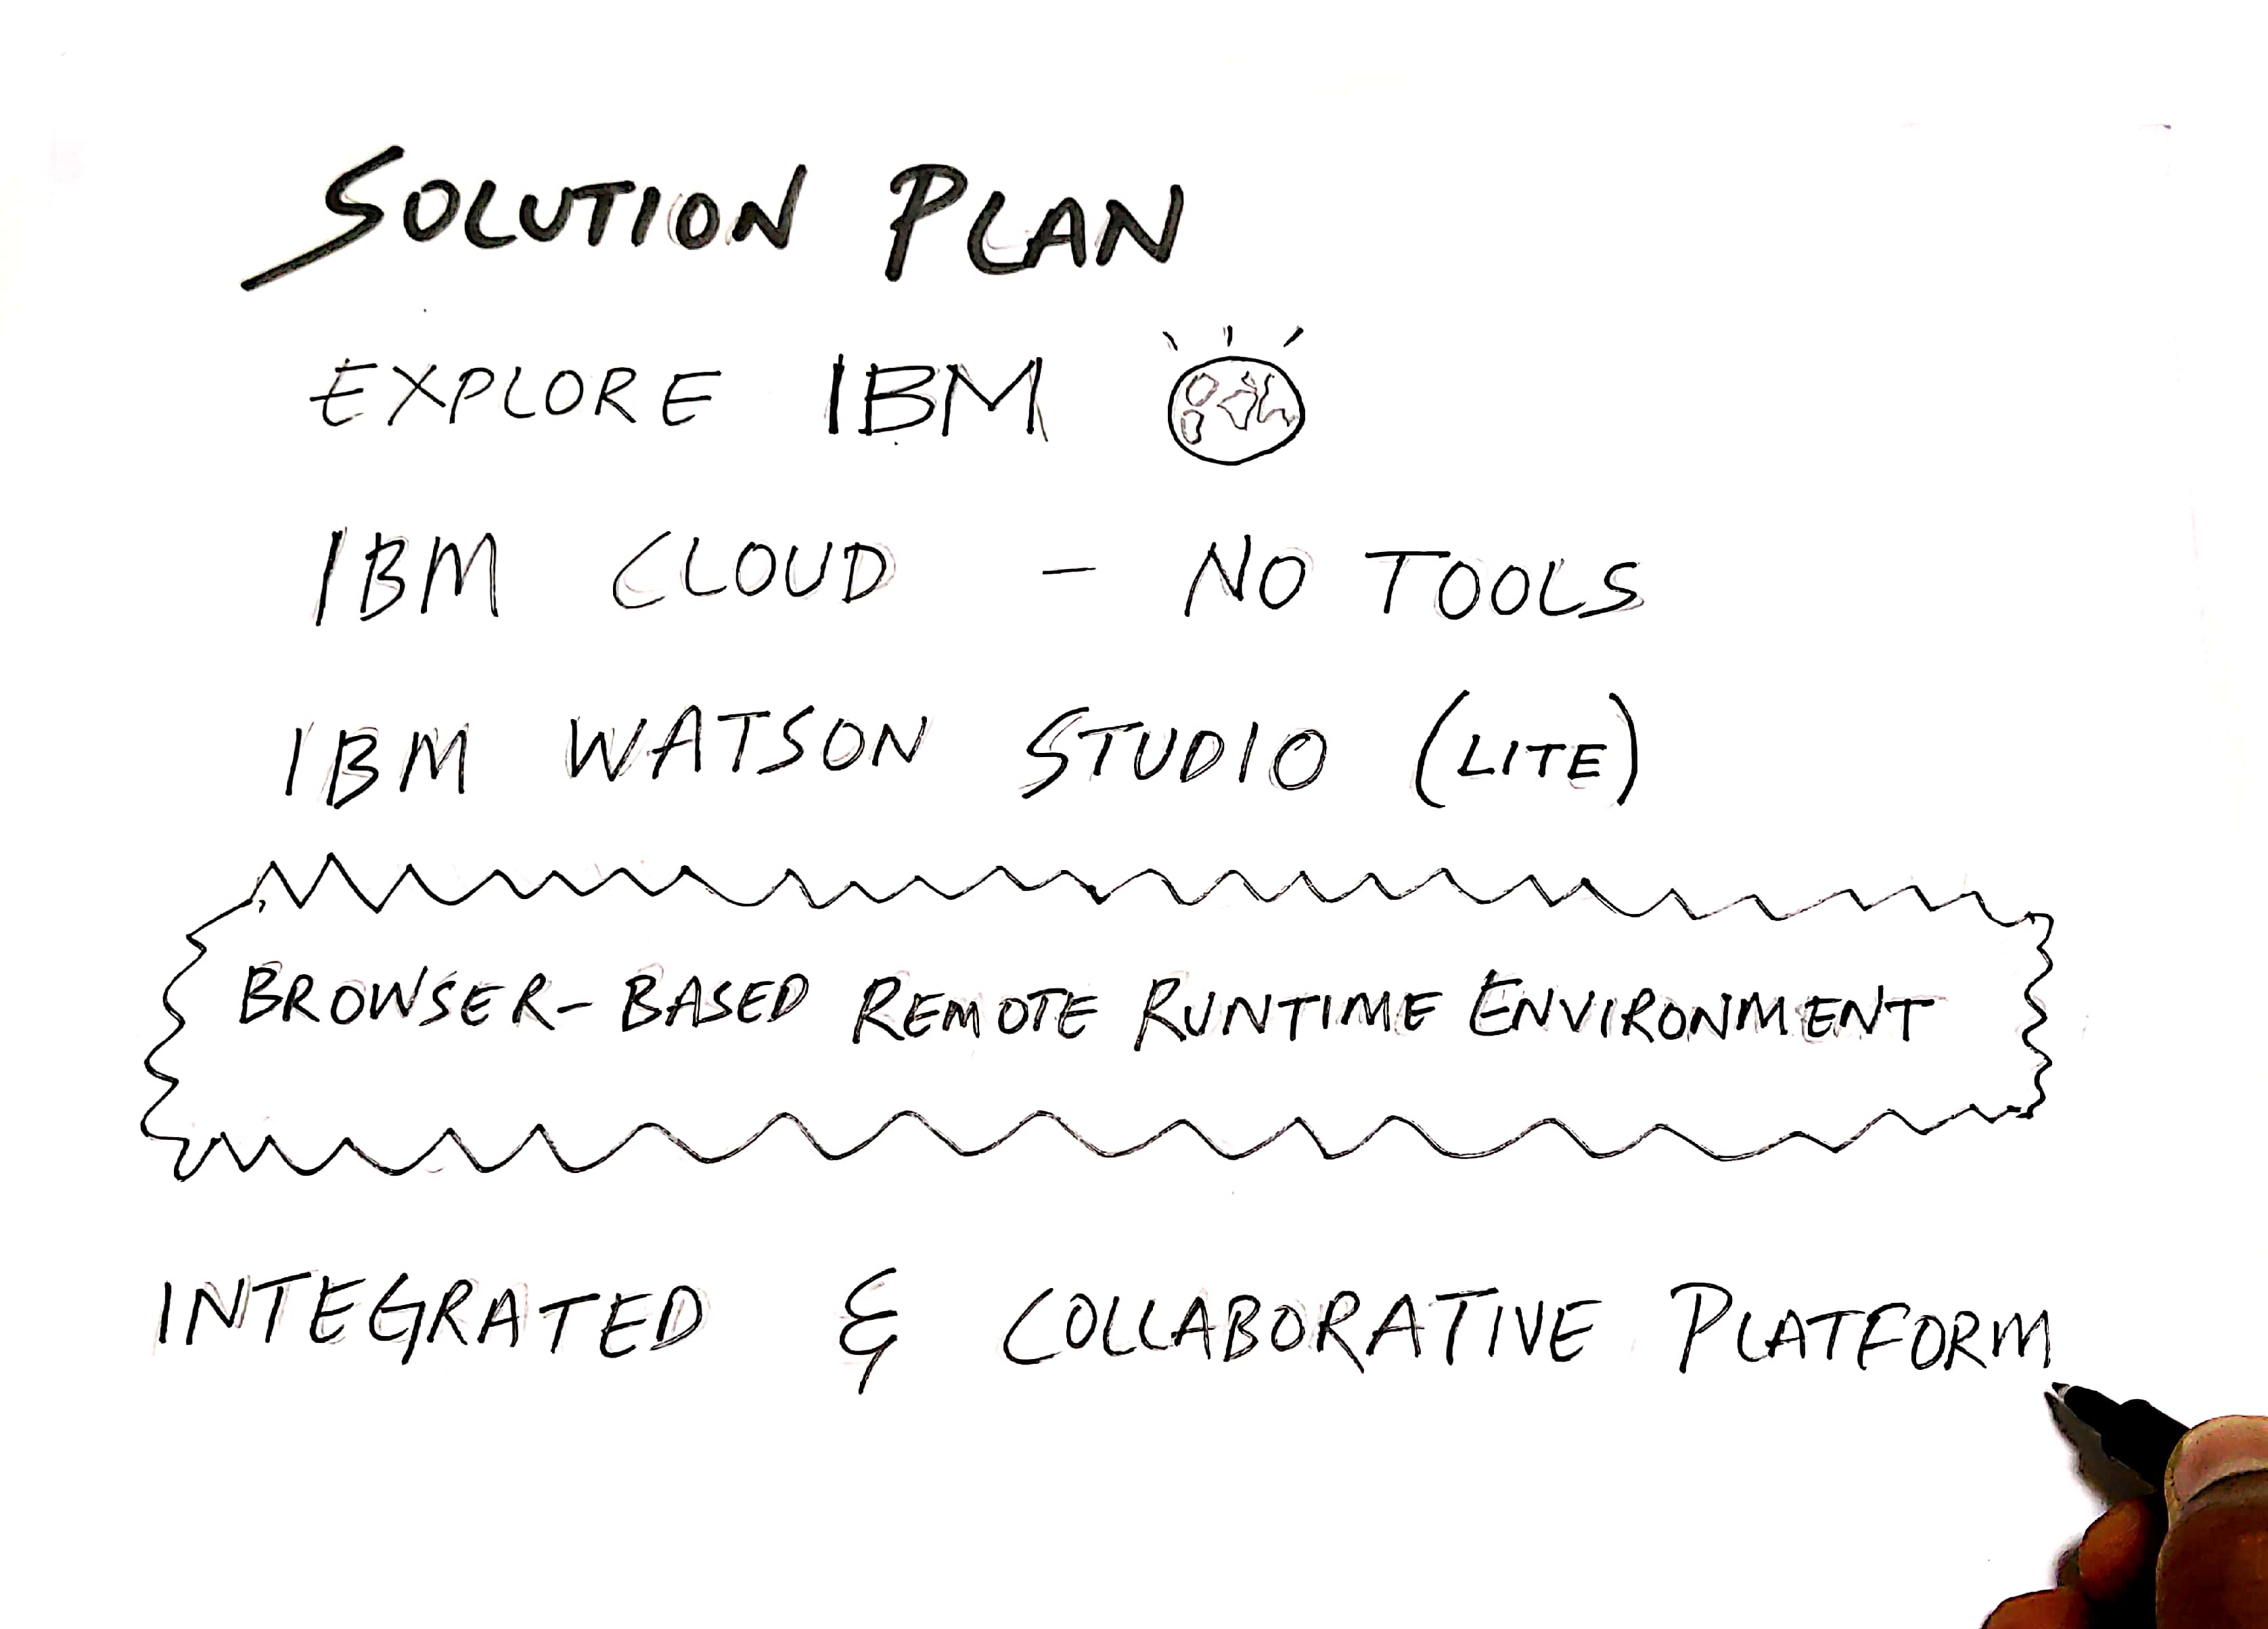 SOLUTION PLAN
EXPLORE IBM
IBM CLOUD - NO TOOLS
IBM WATSON STUDIO (LITE)
BROWSER-BASED REMOTE RUNTIME ENVIRONMENT
INTEGRATED & COLLABORATIVE PLATFORM